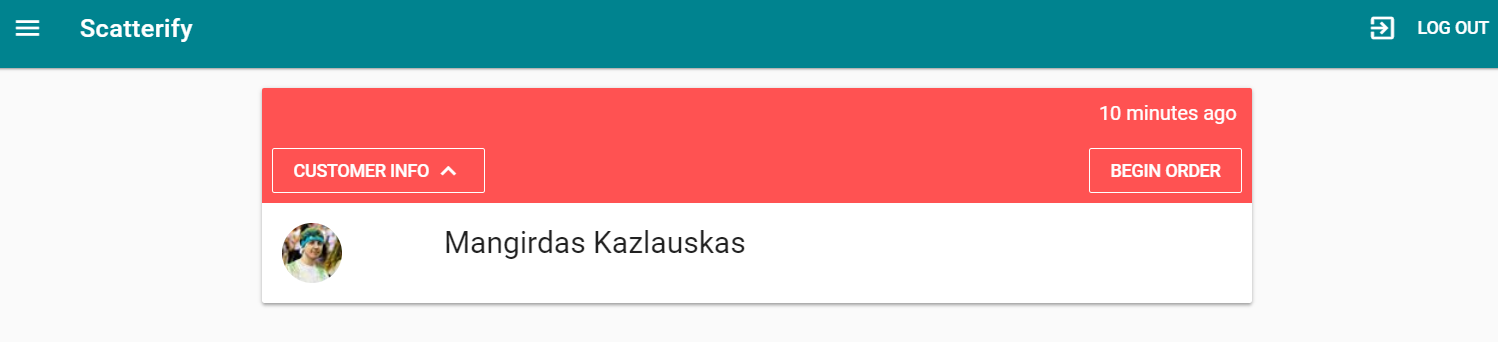 Scatterify
LOG OUT
10 minutes ago
CUSTOMER INFO
BEGIN ORDER
Mangirdas Kazlauskas